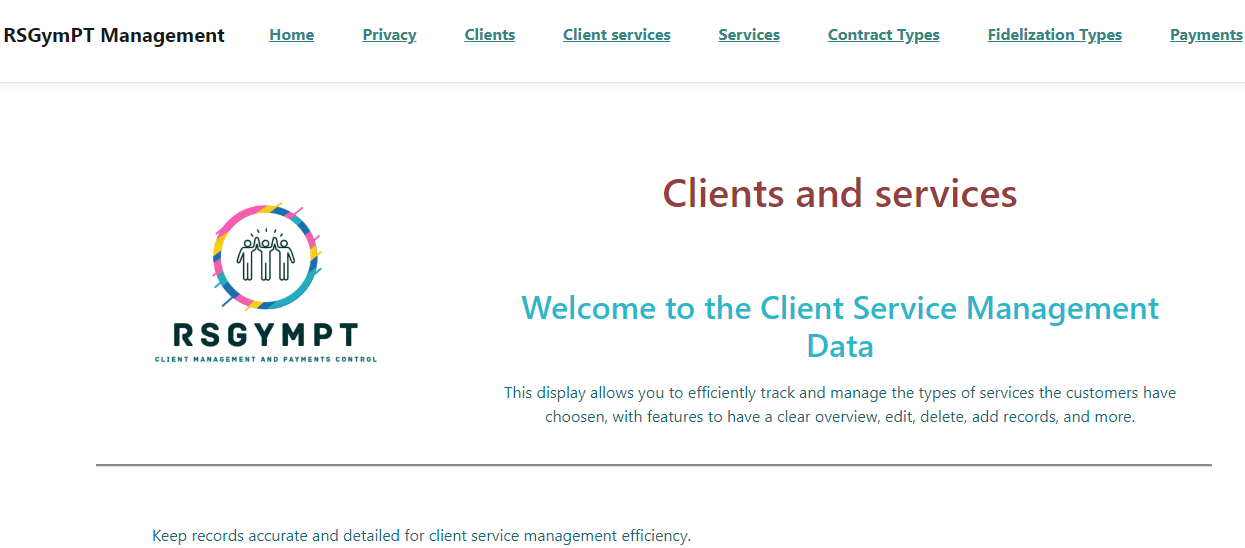 RSGymPT Management Home Privacy Clients Client services Services Contract Types Fidelization Types Payments
Clients and services
RSGYMPT
CLIENT MANAGEMENT AND PAYMENTS CONTROL
Welcome to the Client Service Management
Data
This display allows you to efficiently track and manage the types of services the customers have
choosen, with features to have a clear overview, edit, delete, add records, and more.
Keep records accurate and detailed for client service management efficiency.